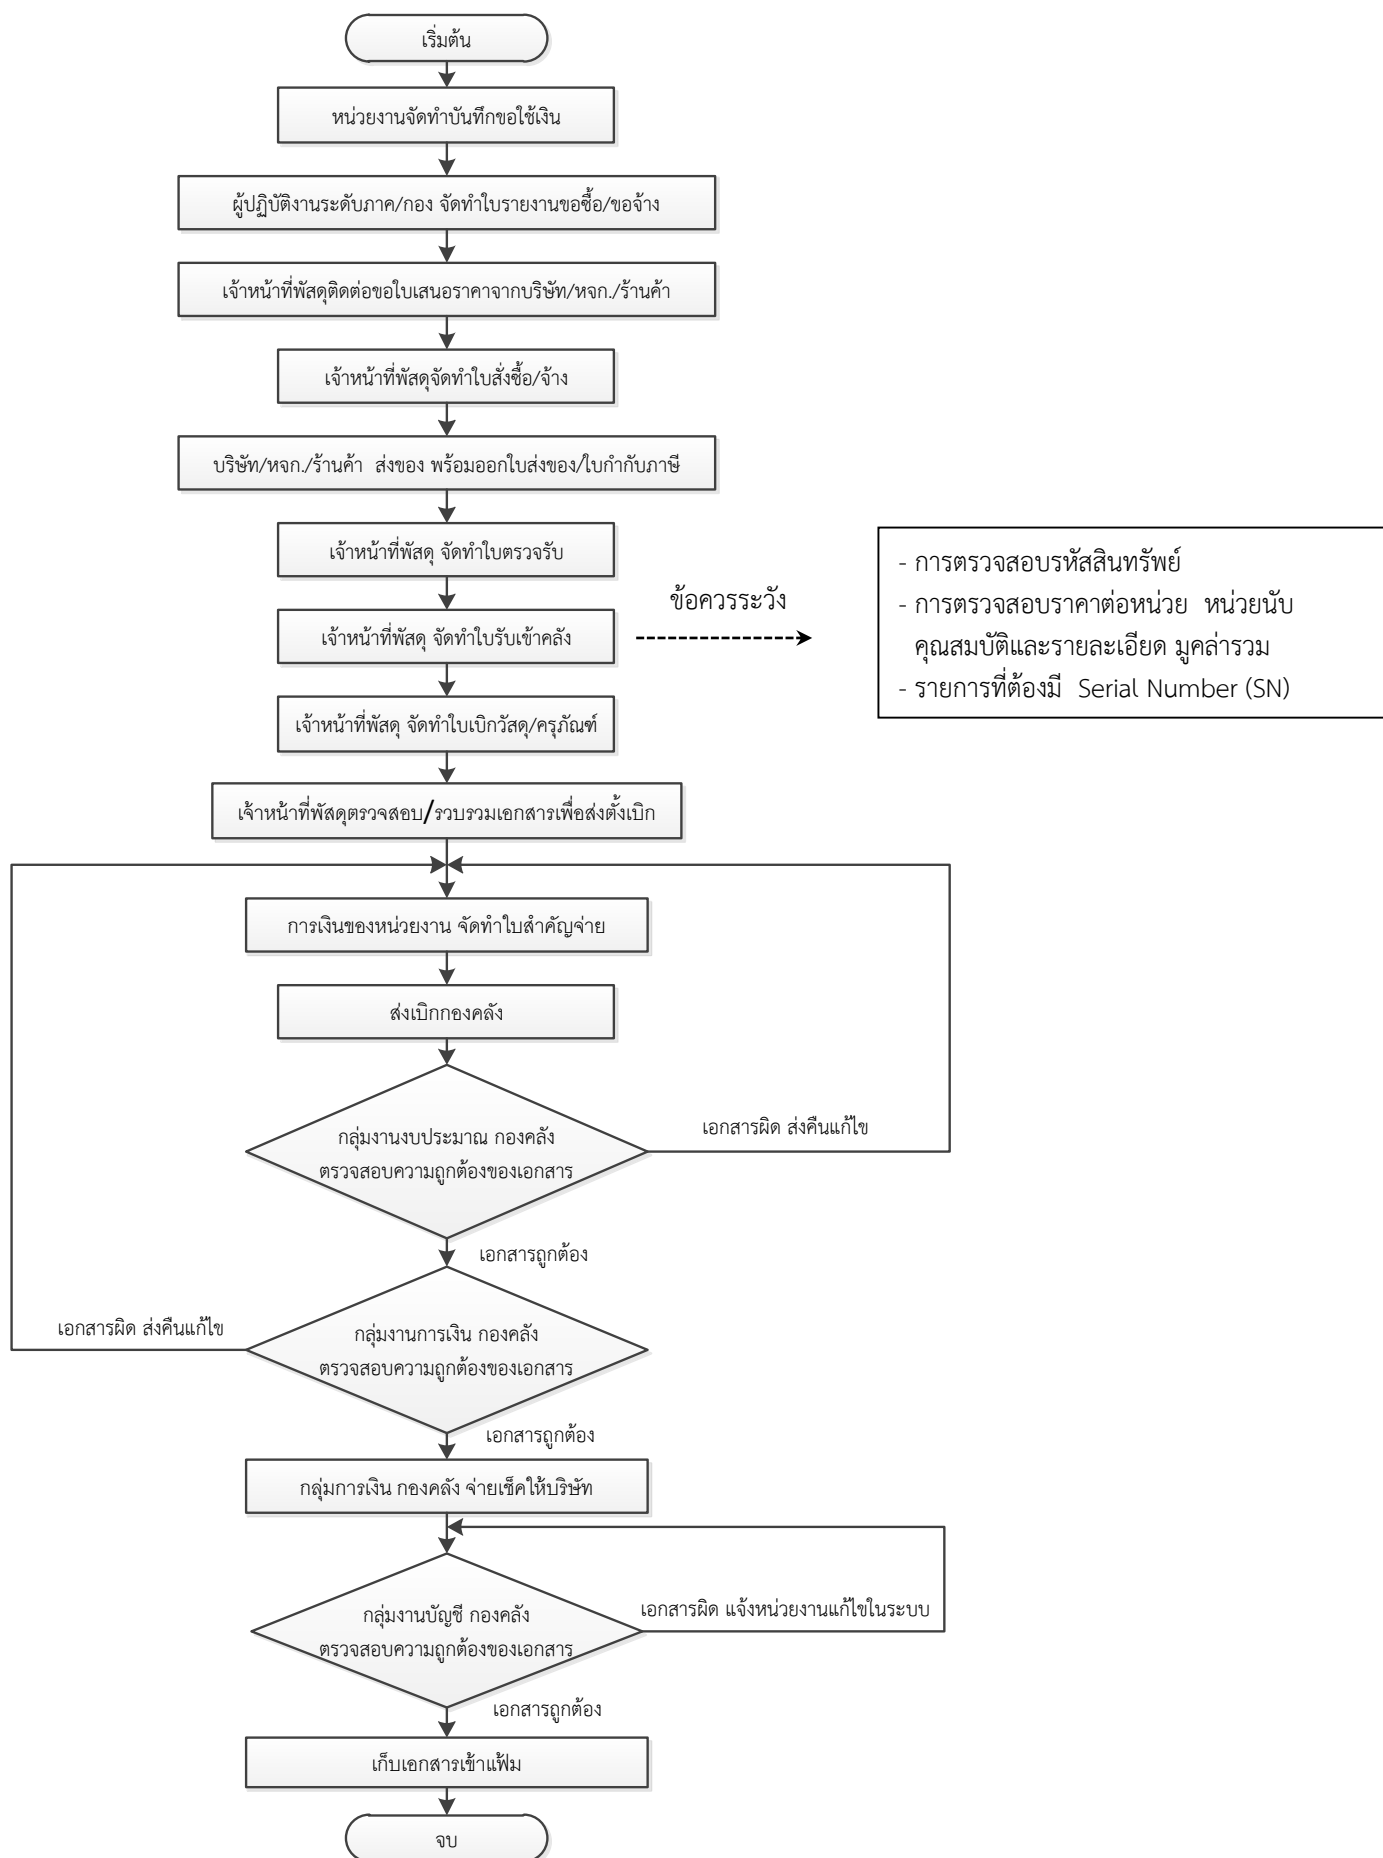 เริ่มต้น
หน่วยงานจัดทำบันทึกขอใช้เงิน
ผู้ปฏิบัติงานระดับภาค/กอง จัดทำใบรายงานขอซื้อ/ขอจ้าง
เจ้าหน้าที่พัสดุติดต่อขอใบเสนอราคาจากบริษัท/หจก./ร้านค้า
เจ้าหน้าที่พัสดุจัดทำใบสั่งซื้อ/จ้าง
บริษัท/หจก./ร้านค้า ส่งของ พร้อมออกใบส่งของ/ใบกำกับภาษี
เจ้าหน้าที่พัสดุ จัดทำใบตรวจรับ
เจ้าหน้าที่พัสดุ จัดทำใบรับเข้าคลัง
ข้อควรระวัง
- การตรวจสอบรหัสสินทรัพย์
- การตรวจสอบราคาต่อหน่วย หน่วยนับ
คุณสมบัติและรายละเอียด มูคล่ารวม
- รายการที่ต้องมี Serial Number (SN)
เจ้าหน้าที่พัสดุ จัดทำใบเบิกวัสดุ/ครุภัณฑ์
เจ้าหน้าที่พัสดุตรวจสอบ/รวบรวมเอกสารเพื่อส่งตั้งเบิก
การเงินของหน่วยงาน จัดทำใบสำคัญจ่าย
ส่งเบิกกองคลัง
กลุ่มงานงบประมาณ กองคลัง
ตรวจสอบความถูกต้องของเอกสาร
เอกสารผิด ส่งคืนแก้ไข
เอกสารถูกต้อง
กลุ่มงานการเงิน กองคลัง
ตรวจสอบความถูกต้องของเอกสาร
เอกสารผิด ส่งคืนแก้ไข
เอกสารถูกต้อง
กลุ่มการเงิน กองคลัง จ่ายเช็คให้บริษัท
กลุ่มงานบัญชี กองคลัง
ตรวจสอบความถูกต้องของเอกสาร
เอกสารผิด แจ้งหน่วยงานแก้ไขในระบบ
เอกสารถูกต้อง
เก็บเอกสารเข้าแฟ้ม
จบ